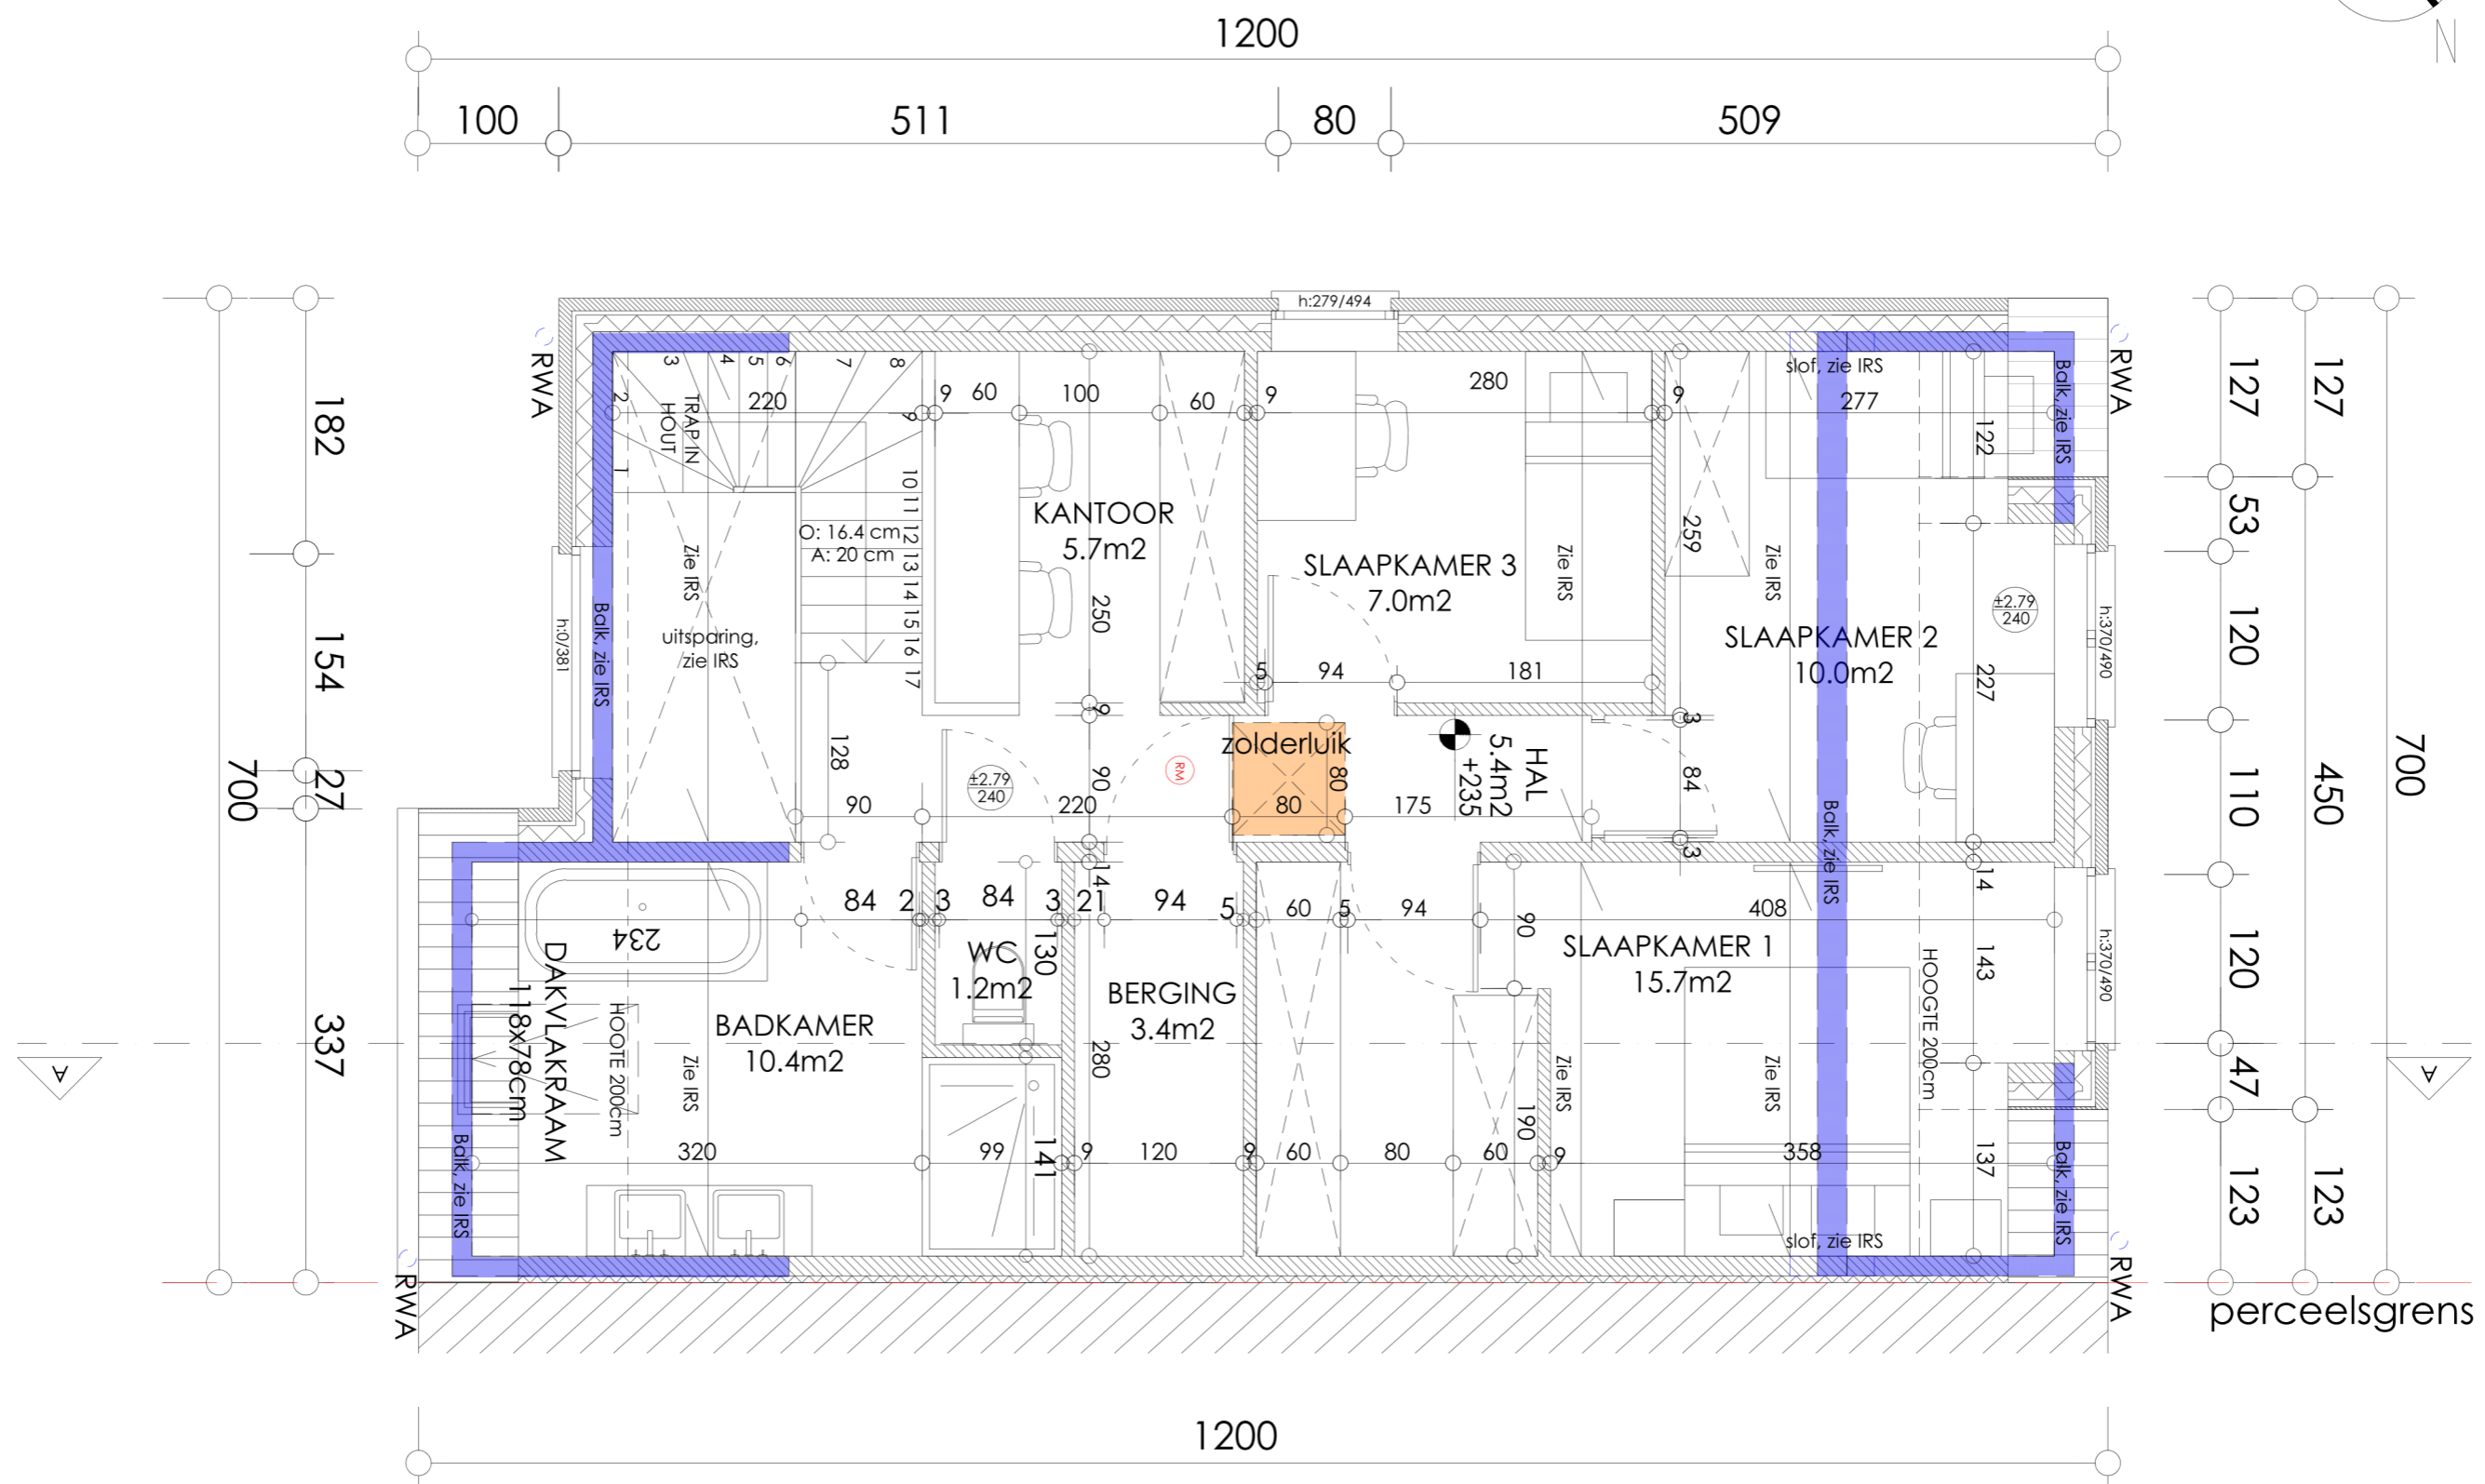 N
1200
100
511
80
509
h:279/494
RWA
RWA
182
154
27
337
700
3
4
5
6
7
8
2
1
9
TRAP IN
HOUT
220
9
60
100
60
9
280
9
slof, zie IRS
277
122
Balk, zie IRS
127
53
120
110
120
47
123
127
450
123
700
10 11 12 13 14 15 16 17
O: 16.4 cm
A: 20 cm
KANTOOR
5.7m2
250
SLAAPKAMER 3
7.0m2
Zie IRS
259
Zie IRS
SLAAPKAMER 2
10.0m2
±2.79
240
h:370/490
227
Zie IRS
uitsparing,
zie IRS
Balk, zie IRS
h:0/381
5
94
181
128
9
90
zolderluik
80
80
RM
±2.79
240
HAL
5.4m2
+235
3
84
3
90
220
175
Balk, zie IRS
14
84
2
3
84
3
21
94
5
60
5
94
408
14
234
WC
1.2m2
130
90
SLAAPKAMER 1
15.7m2
143
h:370/490
DAKVLAKRAAM
118x78cm
HOOTE 200cm
Zie IRS
BADKAMER
10.4m2
BERGING
3.4m2
280
HOOGTE 200cm
Zie IRS
Zie IRS
A
A
Balk, zie IRS
320
99
141
9
120
9
60
80
60
190
9
358
137
Balk, zie IRS
slof, zie IRS
RWA
RWA
perceelsgrens
1200